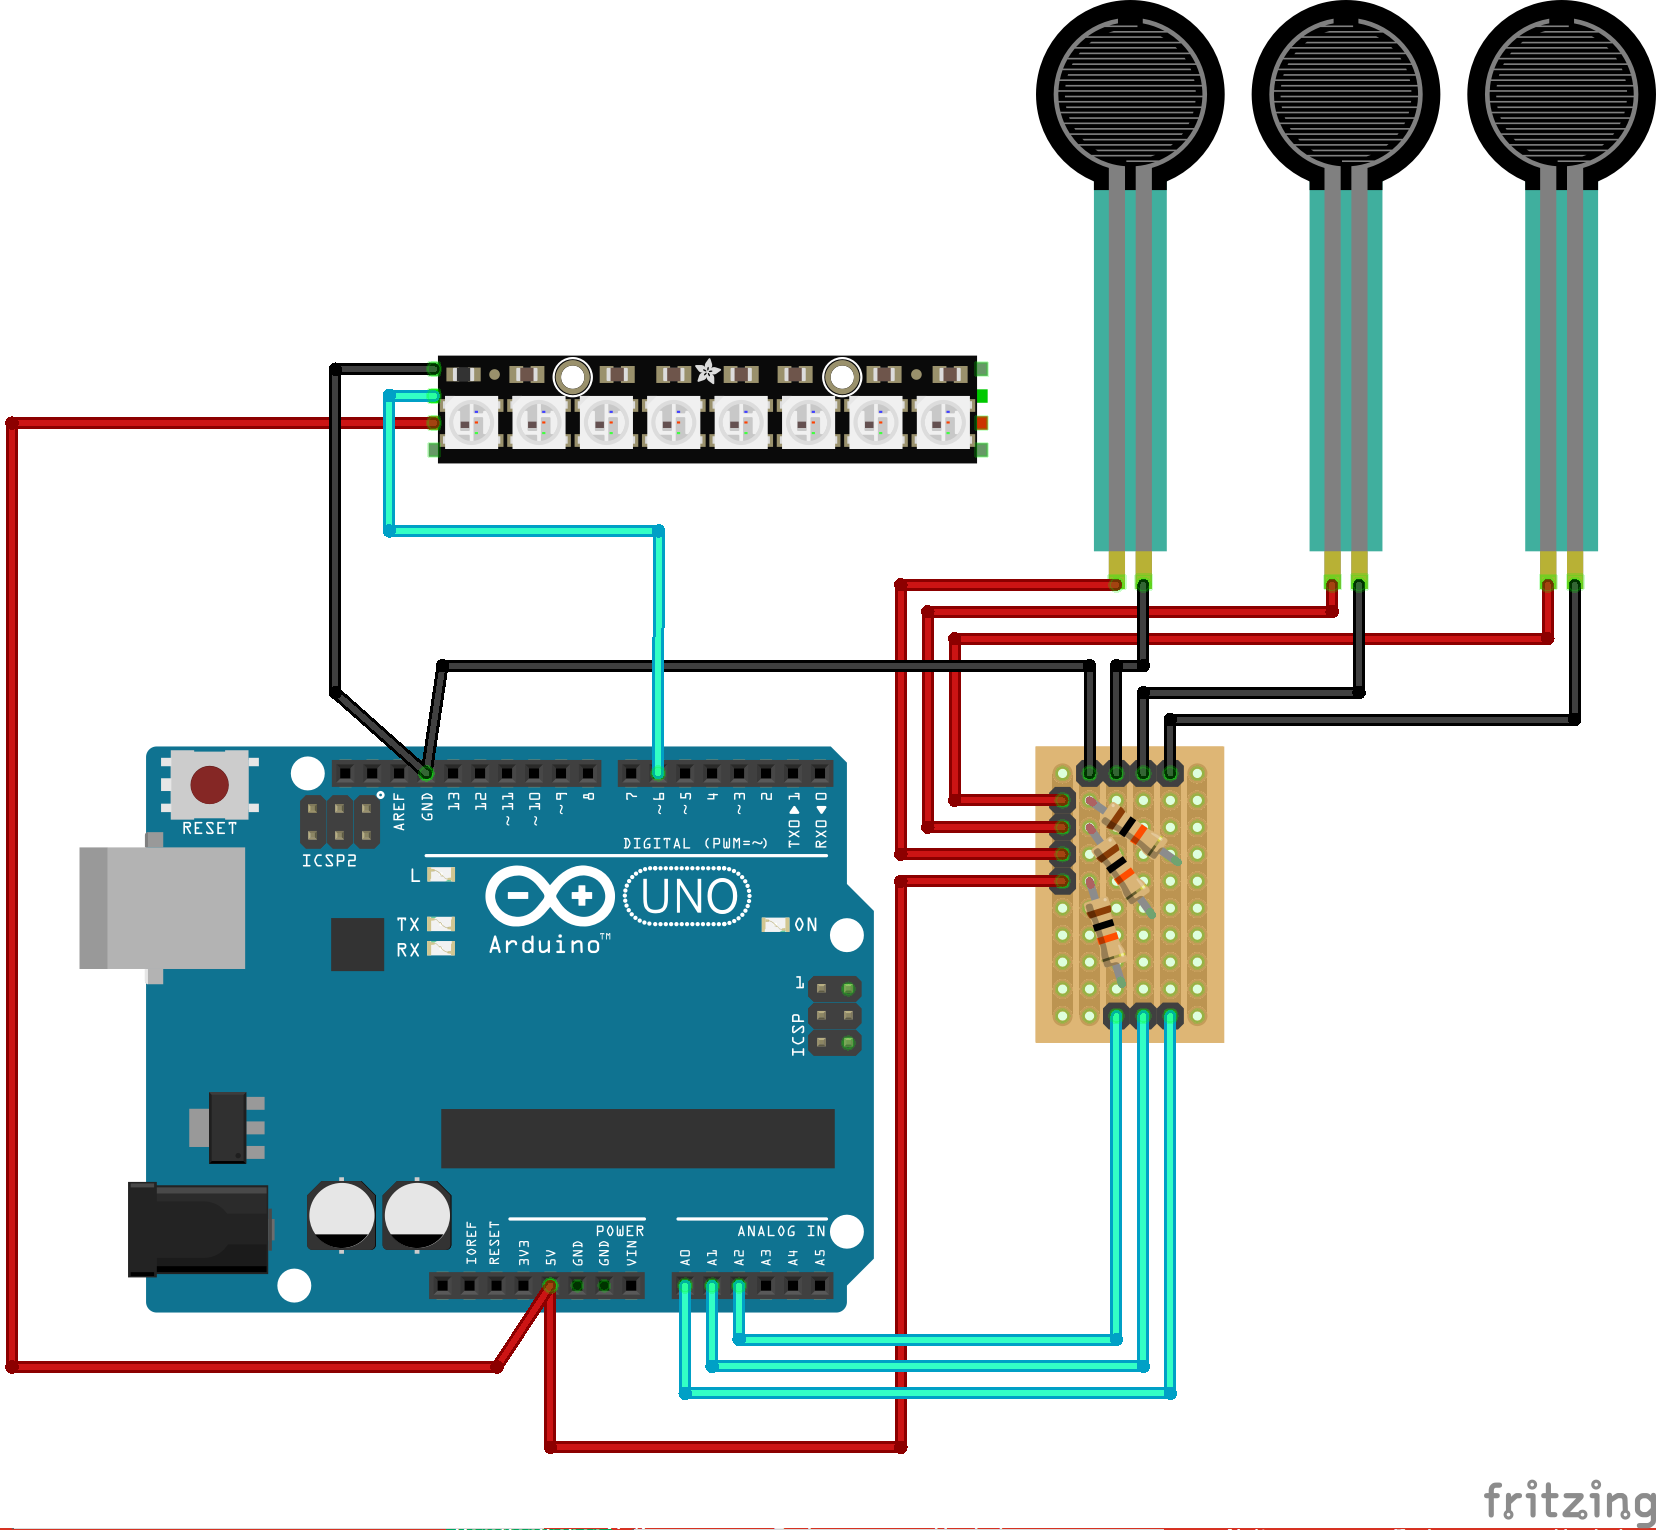 RESET
ICSP2
AREF
GND
13
12
~11
~10
~9
8
7
~6
~5
4
~3
2
TX0▶1
RX0◀0
DIGITAL (PWM=~)
L
TX
RX
UNO
ON
Arduino™
1
ICSP
POWER
ANALOG IN
IOREF
RESET
3V3
5V
GND
GND
VIN
A0
A1
A2
A3
A4
A5
fritzing